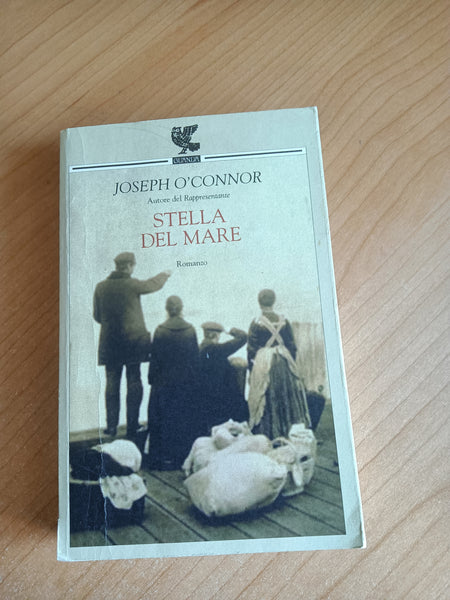 GUANDA
JOSEPH O'CONNOR
Autore del Rappresentante
STELLA
DEL MARE
Romanzo